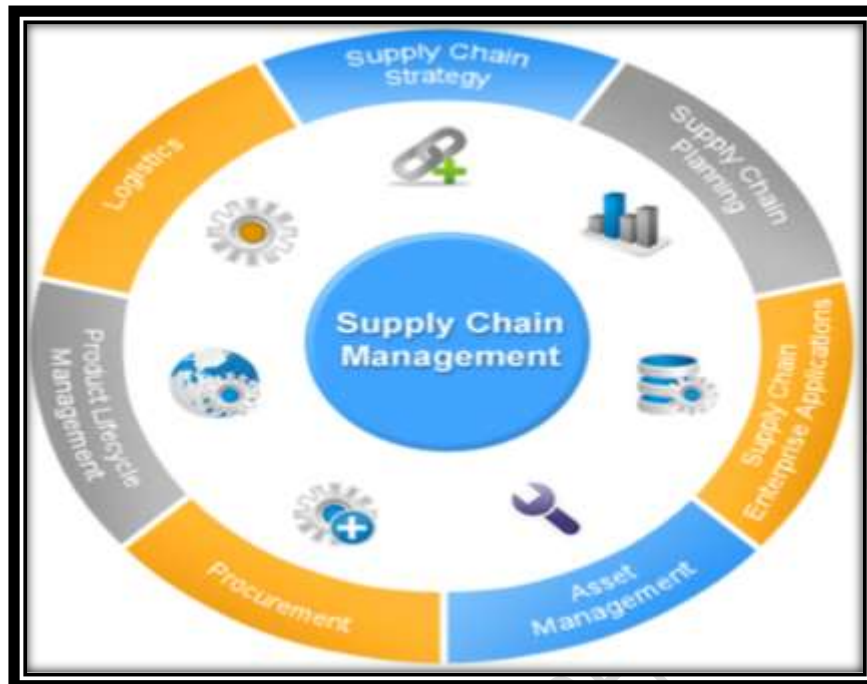 Supply Chain
Strategy
Supply Chain
Planning
Supply Chain
Enterprise Applications
Asset
Management
Procurement
Product Lifecycle
Management
Logistics
Supply Chain
Management